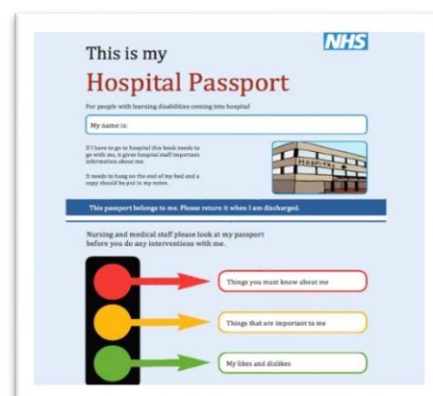 NHS
This is my
Hospital Passport
For people with learning disabilities coming into hospital
My name is:
If I have to go to hospital this book needs to
go with me, it gives hospital staff important
information about me.
It needs to hang on the end of my bed and a
copy should be put in my notes.
HOSPITAL
This passport belongs to me. Please return it when I am discharged.
Nursing and medical staff please look at my passport
before you do any interventions with me.
Things you must know about me
Things that are important to me
My likes and dislikes